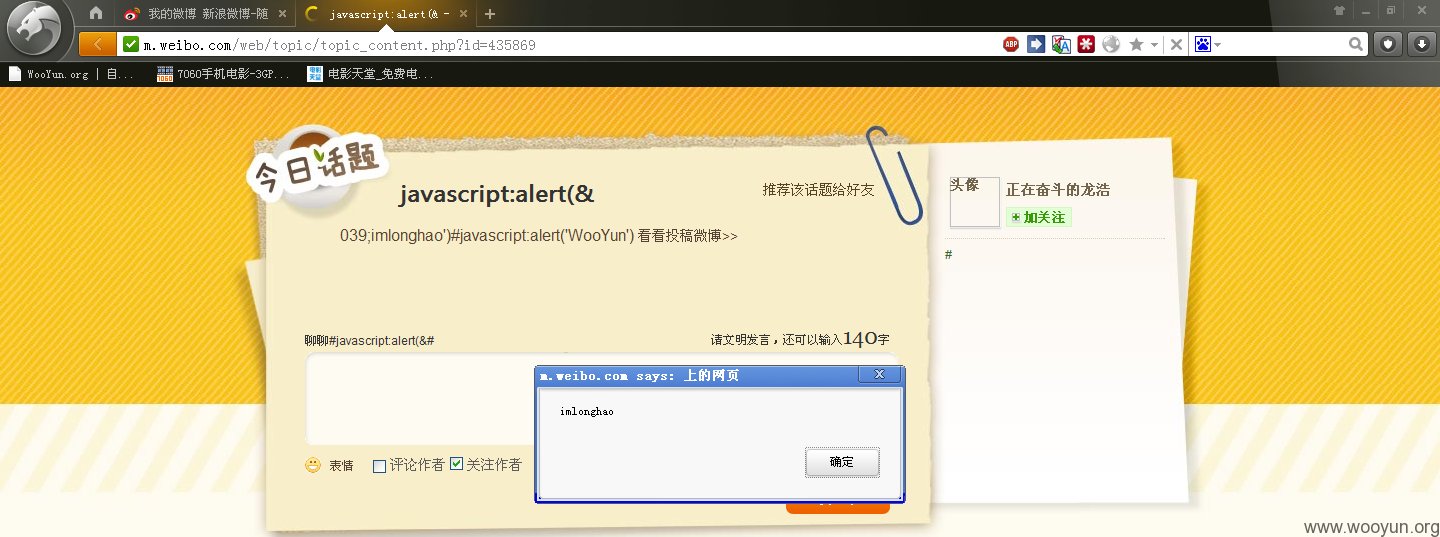 我的微博 新浪微博-随
javascript:alert(& -
m.weibo.com/web/topic/topic_content.php?id=435869
ABP
WooYun.org | 自...
7060手机电影-3GP...
电影天堂_免费电...
今日话题
javascript:alert(&
推荐该话题给好友
头像
正在奋斗的龙浩
加关注
039;imlonghao')#javascript:alert('WooYun') 看看投稿微博>>
#
聊聊#javascript:alert(&#
请文明发言，还可以输入140字
m.weibo.com says: 上的网页
imlonghao
确定
表情
评论作者
关注作者
www.wooyun.org